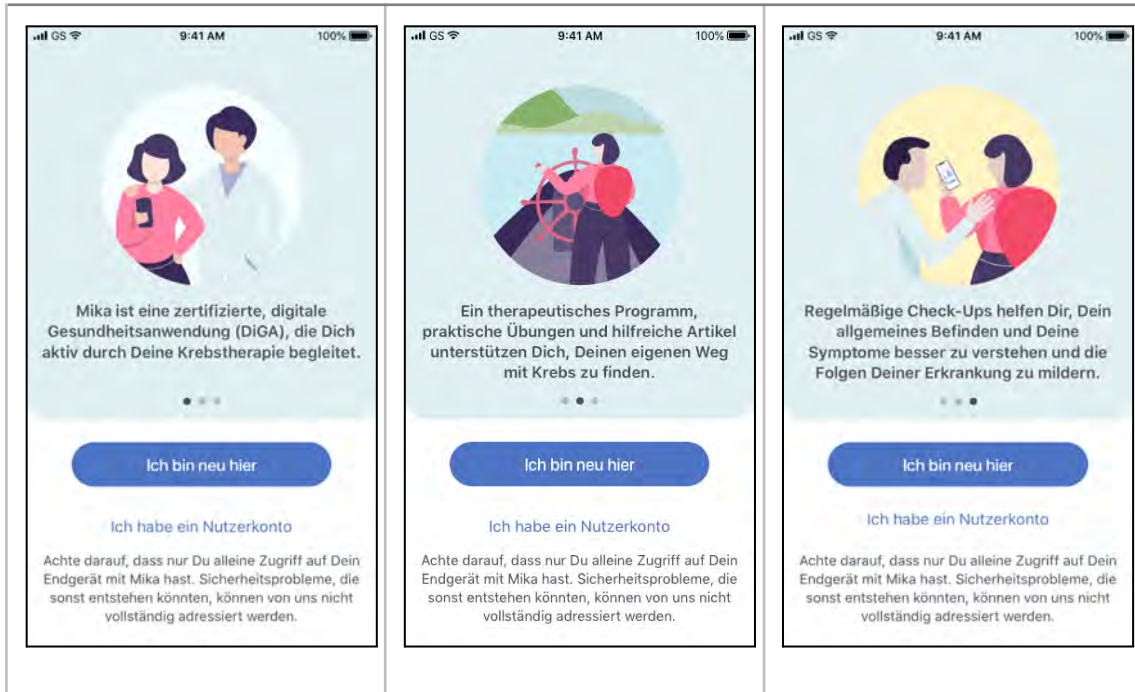 GS 9:41 AM 100%
Mika ist eine zertifizierte, digitale
Gesundheitsanwendung (DiGA), die Dich
aktiv durch Deine Krebstherapie begleitet.
Ich bin neu hier
Ich habe ein Nutzerkonto
Achte darauf, dass nur Du alleine Zugriff auf Dein
Endgerät mit Mika hast. Sicherheitsprobleme, die
sonst entstehen könnten, können von uns nicht
vollständig adressiert werden.
GS 9:41 AM 100%
Ein therapeutisches Programm,
praktische Übungen und hilfreiche Artikel
unterstützen Dich, Deinen eigenen Weg
mit Krebs zu finden.
Ich bin neu hier
Ich habe ein Nutzerkonto
Achte darauf, dass nur Du alleine Zugriff auf Dein
Endgerät mit Mika hast. Sicherheitsprobleme, die
sonst entstehen könnten, können von uns nicht
vollständig adressiert werden.
GS 9:41 AM 100%
Regelmäßige Check-Ups helfen Dir, Dein
allgemeines Befinden und Deine
Symptome besser zu verstehen und die
Folgen Deiner Erkrankung zu mildern.
Ich bin neu hier
Ich habe ein Nutzerkonto
Achte darauf, dass nur Du alleine Zugriff auf Dein
Endgerät mit Mika hast. Sicherheitsprobleme, die
sonst entstehen könnten, können von uns nicht
vollständig adressiert werden.